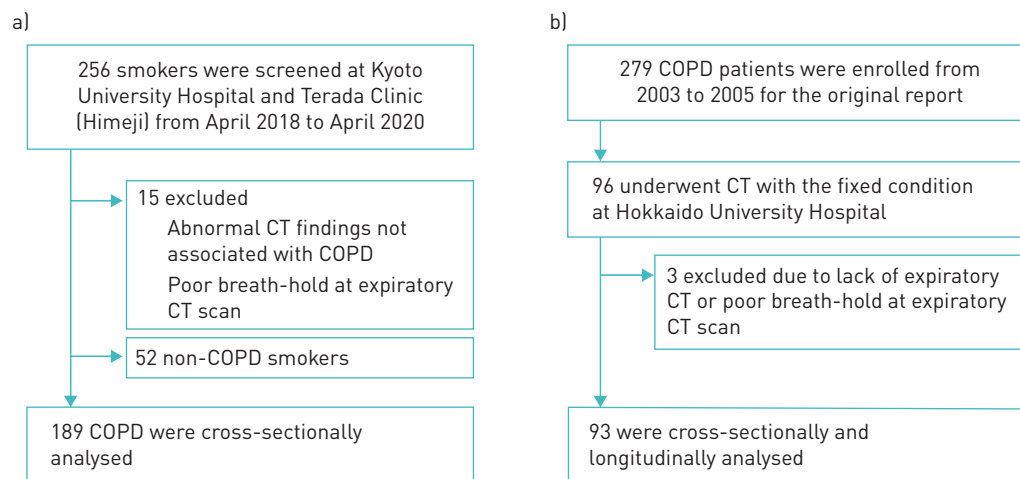 a)
256 smokers were screened at Kyoto
University Hospital and Terada Clinic
(Himeji) from April 2018 to April 2020
15 excluded
Abnormal CT findings not
associated with COPD
Poor breath-hold at expiratory
CT scan
52 non-COPD smokers
189 COPD were cross-sectionally
analysed
b)
279 COPD patients were enrolled from
2003 to 2005 for the original report
96 underwent CT with the fixed condition
at Hokkaido University Hospital
3 excluded due to lack of expiratory
CT or poor breath-hold at expiratory
CT scan
93 were cross-sectionally and
longitudinally analysed